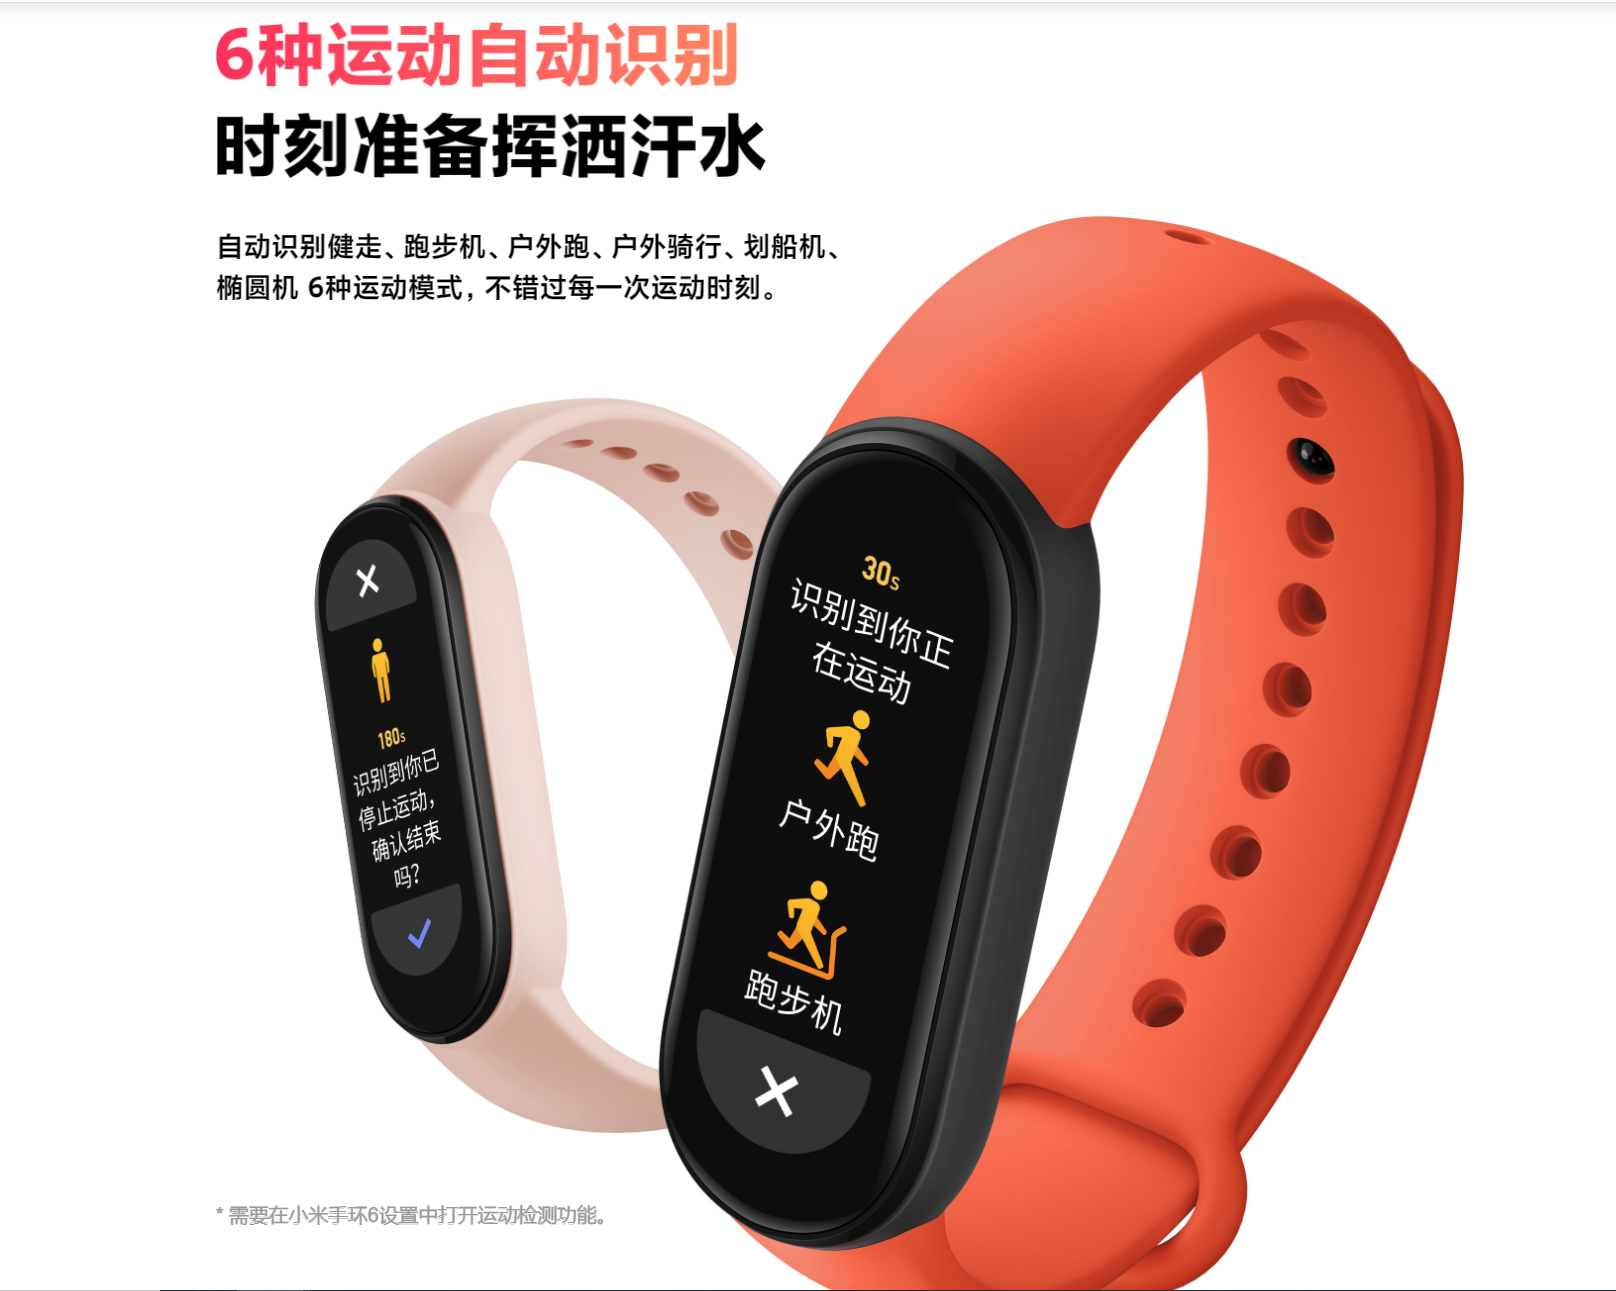 6种运动自动识别
时刻准备挥洒汗水
自动识别健走、跑步机、户外跑、户外骑行、划船机、
椭圆机 6种运动模式，不错过每一次运动时刻。
180s
识别到你已
停止运动，
确认结束
吗?
30s
识别到你正
在运动
户外跑
跑步机
* 需要在小米手环6设置中打开运动检测功能。